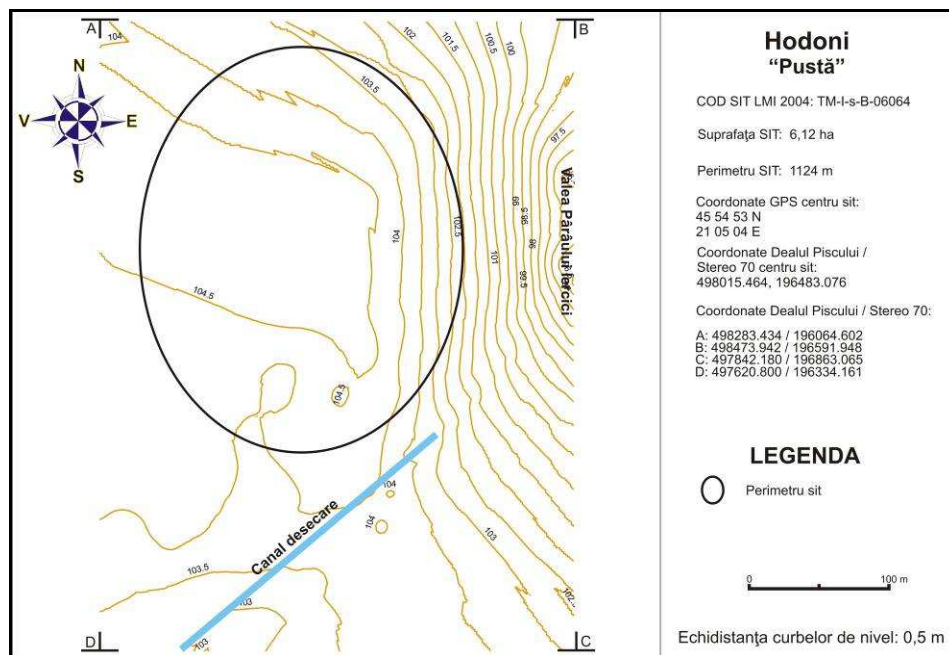 A
B
104
102
101.5
100.5
100
103.5
N
V
E
S
97.5
Valea Pârâului Iercici
99
98.5
98
102.5
104
101
99.5
104.5
104.5
104
104
103
Canal desecare
103.5
103
103
102.5
D
C
Hodoni
“Pustă”
COD SIT LMI 2004: TM-I-s-B-06064
Suprafaţa SIT: 6,12 ha
Perimetru SIT: 1124 m
Coordonate GPS centru sit:
45 54 53 N
21 05 04 E
Coordonate Dealul Piscului /
Stereo 70 centru sit:
498015.464, 196483.076
Coordonate Dealul Piscului / Stereo 70:
A: 498283.434 / 196064.602
B: 498473.942 / 196591.948
C: 497842.180 / 196863.065
D: 497620.800 / 196334.161
LEGENDA
Perimetru sit
0
100 m
Echidistanţa curbelor de nivel: 0,5 m